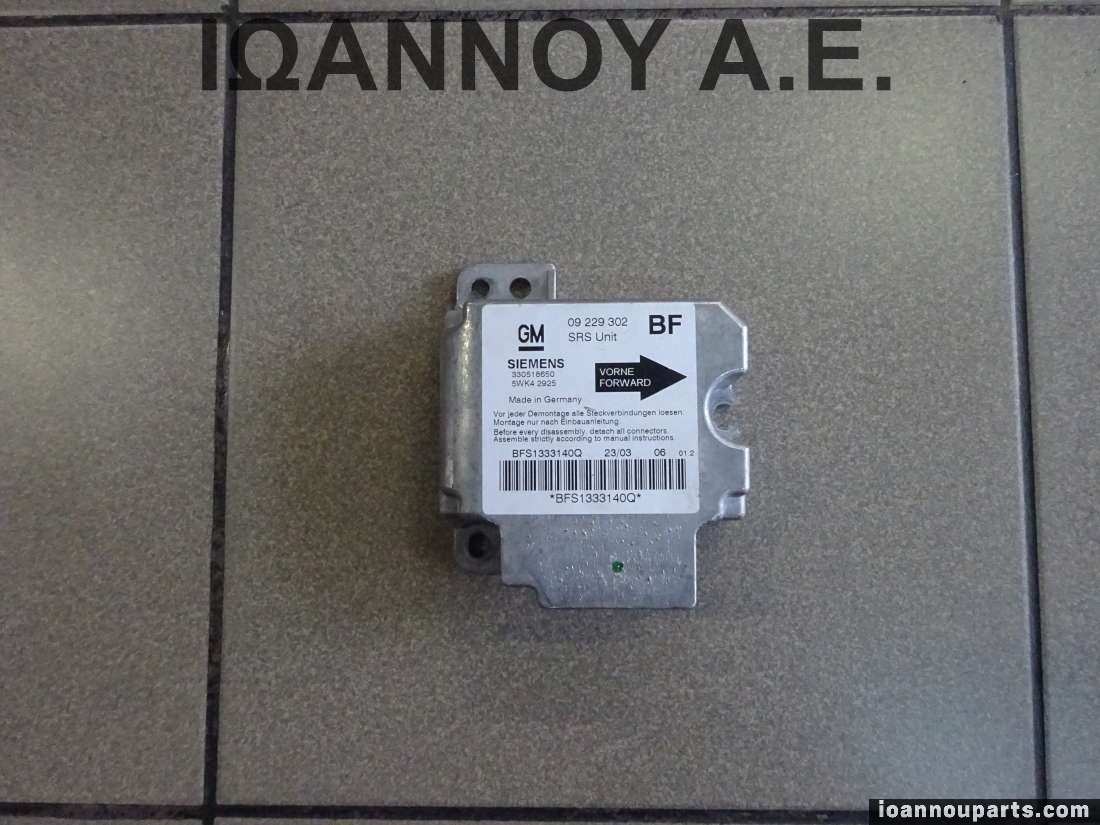 ΙΩΑΝΝΟΥ Α.Ε.
GM
09 229 302
BF
SRS Unit
SIEMENS
330518650
5WK4 2925
VORNE
FORWARD
Made in Germany
Vor jeder Demontage alle Steckverbindungen loesen.
Montage nur nach Einbauanleitung.
Before every disassembly, detach all connectors.
Assemble strictly according to manual instructions.
BFS1333140Q 23/03 06 01.2
*BFS1333140Q*
ioannouparts.com